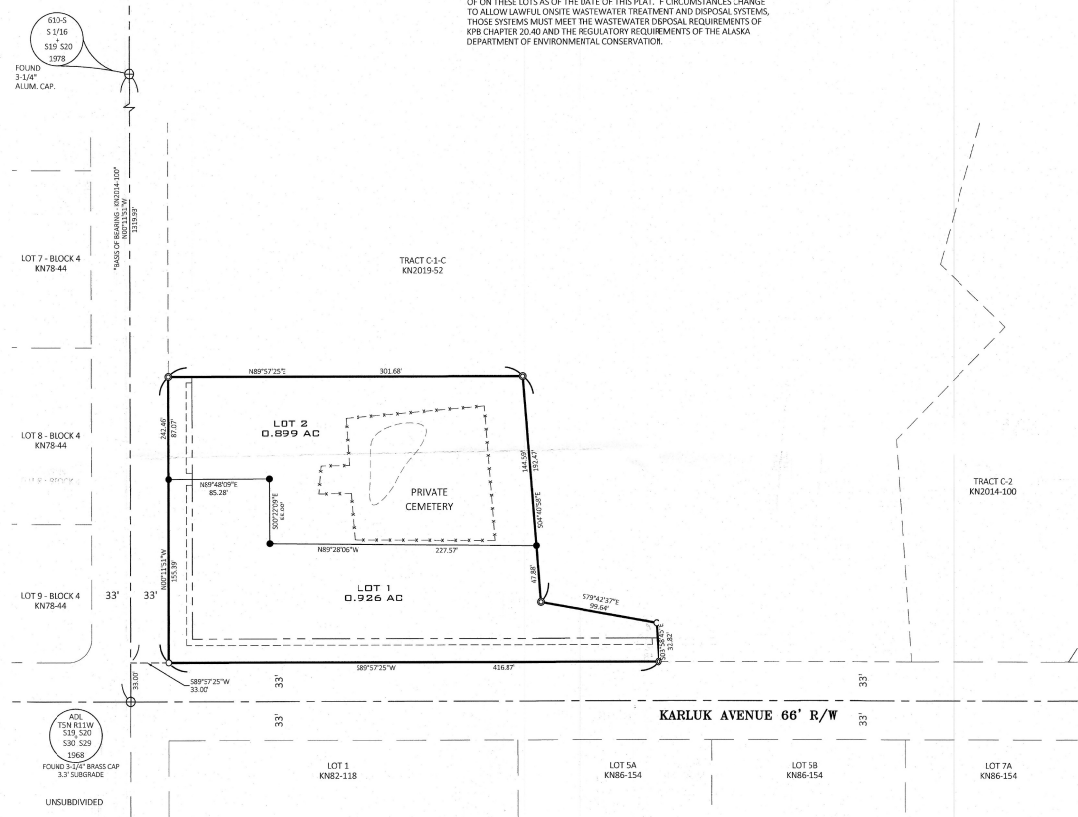 OF ON THESE LOTS AS OF THE DATE OF THIS PLAT. IF CIRCUMSTANCES CHANGE
TO ALLOW LAWFUL ONSITE WASTEWATER TREATMENT AND DISPOSAL SYSTEMS,
THOSE SYSTEMS MUST MEET THE WASTEWATER DISPOSAL REQUIREMENTS OF
KPB CHAPTER 20.40 AND THE REGULATORY REQUIREMENTS OF THE ALASKA
DEPARTMENT OF ENVIRONMENTAL CONSERVATION.
610-S
S 1/16
S19 S20
1978
FOUND
3-1/4"
ALUM. CAP.
"BASIS OF BEARING - KN2014-100"
N00°11'51"W
1319.93'
LOT 7 - BLOCK 4
KN78-44
TRACT C-1-C
KN2019-52
N89°57'25"E 301.68'
242.46'
87.07'
LOT 2
0.899 AC
LOT 8 - BLOCK 4
KN78-44
144.59'
192.47'
S04°40'58"E
N89°48'09"E
85.28'
S00°22'09"E
66.00'
PRIVATE
CEMETERY
TRACT C-2
KN2014-100
N89°28'06"W 227.57'
N00°11'51"W
155.39'
47.88'
LOT 1
0.926 AC
LOT 9 - BLOCK 4
KN78-44
33' 33'
S79°42'37"E
99.64'
S03°58'45"E
32.82'
S89°57'25"W 416.87'
33.00'
S89°57'25"W
33.00'
33'
33'
KARLUK AVENUE 66' R/W
33'
33'
ADL
T5N R11W
S19 S20
S30 S29
1968
FOUND 3-1/4" BRASS CAP
3.3' SUBGRADE
UNSUBDIVIDED
LOT 1
KN82-118
LOT 5A
KN86-154
LOT 5B
KN86-154
LOT 7A
KN86-154